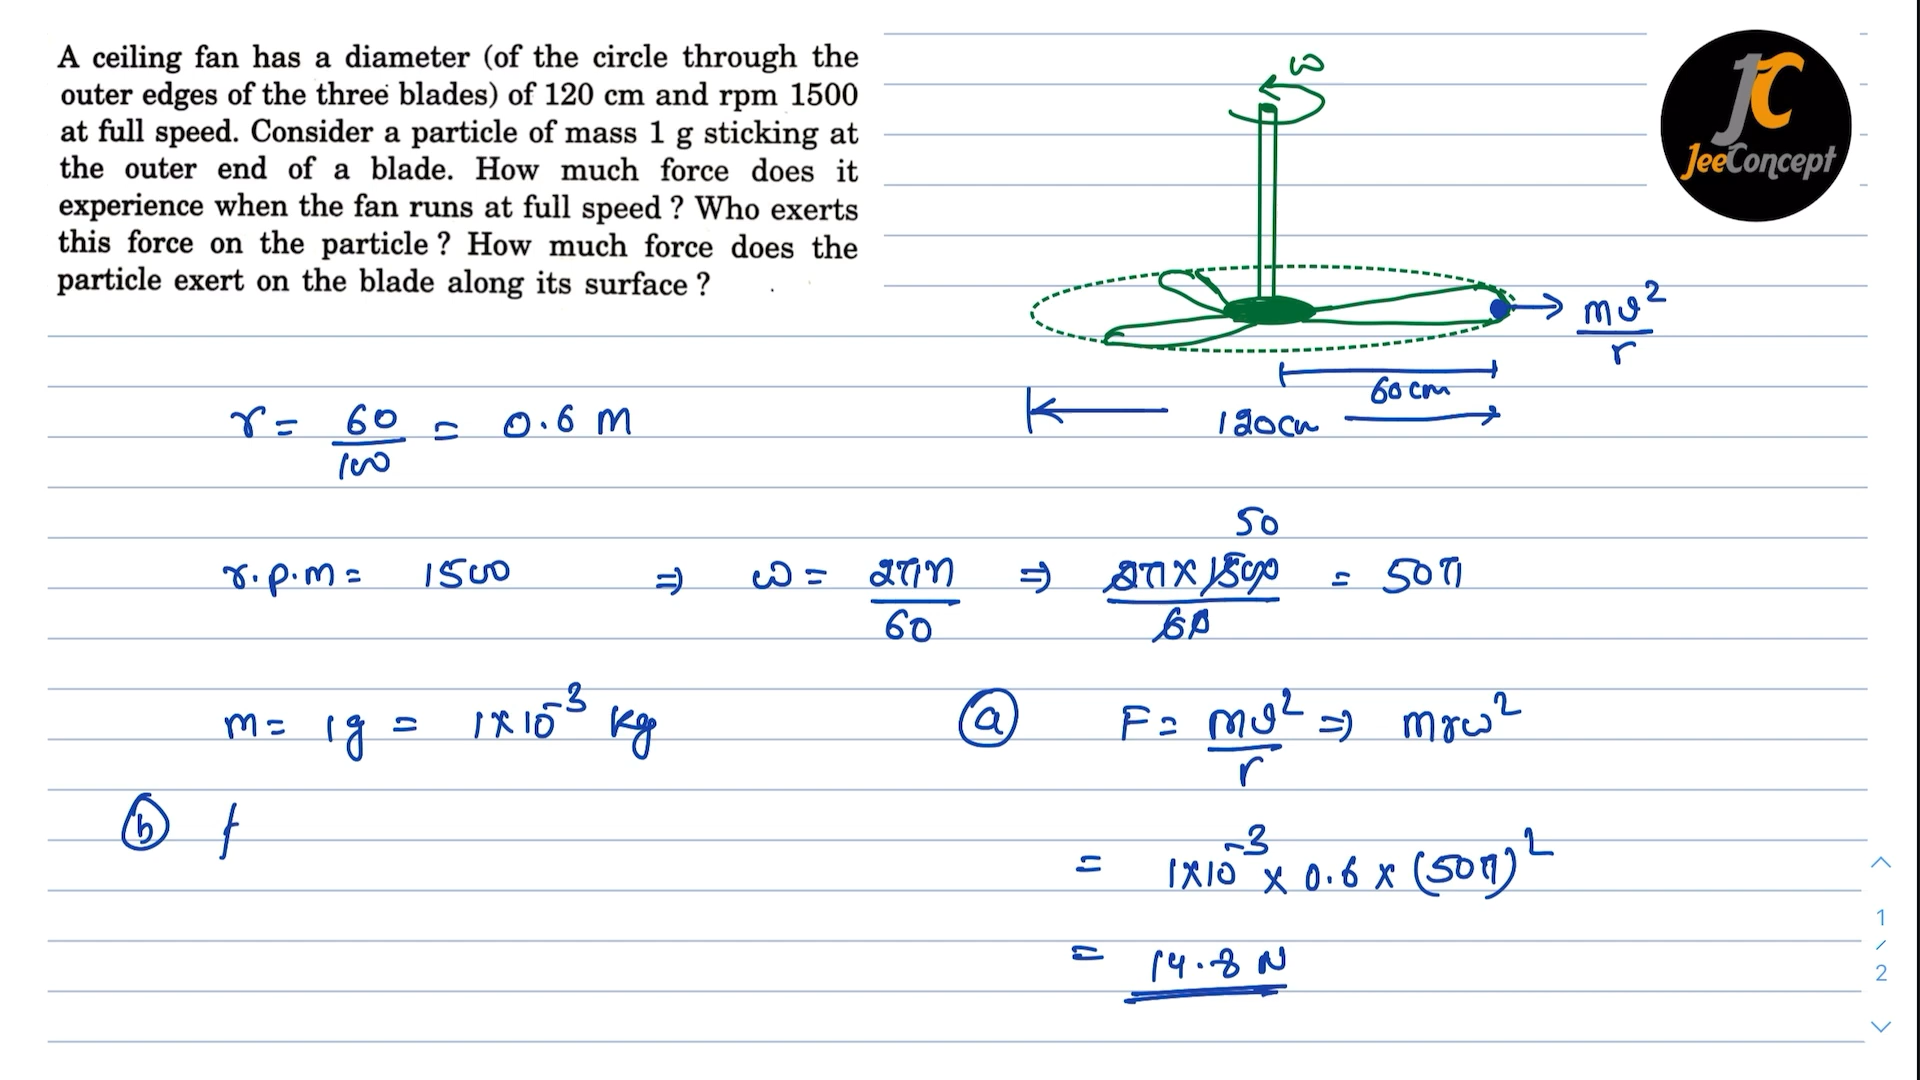 A ceiling fan has a diameter (of the circle through the
outer edges of the three blades) of 120 cm and rpm 1500
at full speed. Consider a particle of mass 1 g sticking at
the outer end of a blade. How much force does it
experience when the fan runs at full speed ? Who exerts
this force on the particle ? How much force does the
particle exert on the blade along its surface ?
JC
JeeConcept
ω
mv²/r
60 cm
120cm
r = 60/100 = 0.6 m
r.p.m = 1500 ⇒ ω = 2πn/60 ⇒ 2π × 1500/60 = 50π
50
m = 1g = 1×10⁻³ kg
(a) F = mv²/r ⇒ mrω²
(b) f
= 1×10⁻³ × 0.6 × (50π)²
= 14.8 N
1
/
2